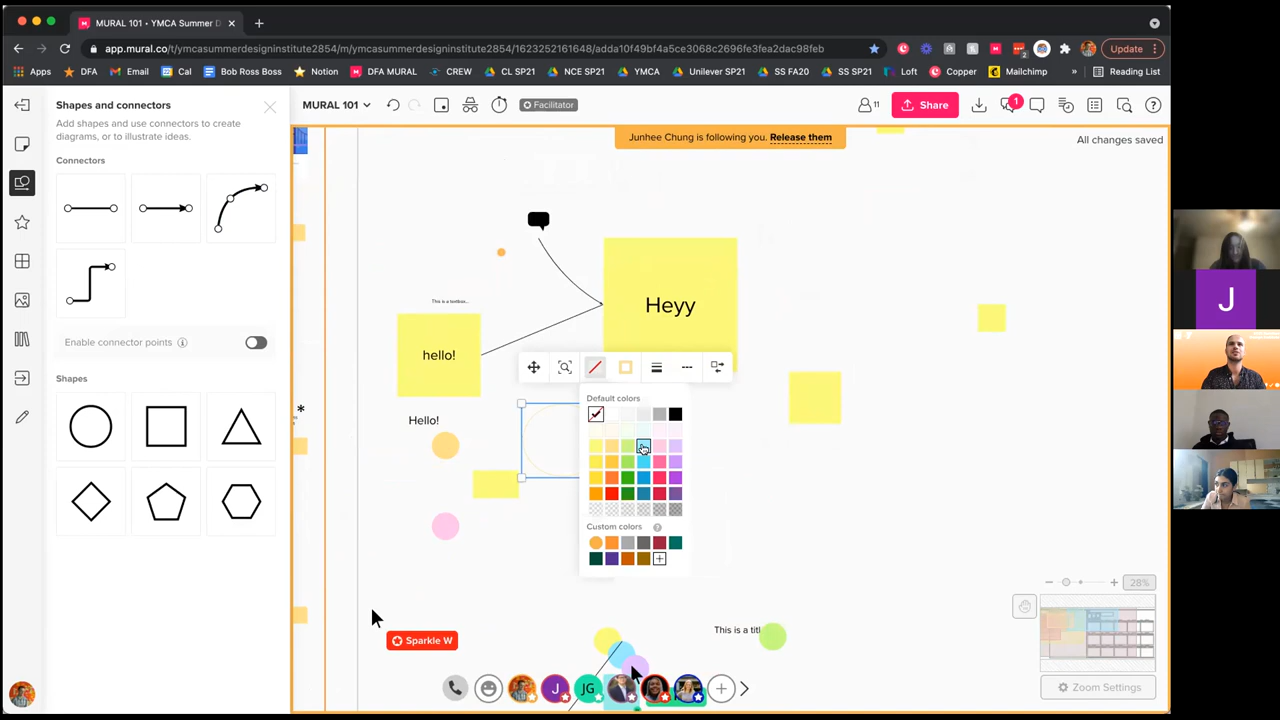 MURAL 101 • YMCA Summer D
Update
app.mural.co/t/ymcasummerdesigninstitute2854/m/ymcasummerdesigninstitute2854/1623252161648/adda10f49bf4a5ce3068c2696fe3fea2dac98feb
Apps DFA Email Cal Bob Ross Boss Notion DFA MURAL CREW CL SP21 NCE SP21 YMCA Unilever SP21 SS FA20 SS SP21 Loft Copper Mailchimp » Reading List
Shapes and connectors
Add shapes and use connectors to create
diagrams, or to illustrate ideas.
Connectors
Enable connector points
Shapes
MURAL 101
Facilitator
11
Share
1
Junhee Chung is following you. Release them
All changes saved
Heyy
This is a textbox...
hello!
Hello!
*
Default colors
Custom colors
28%
Sparkle W
This is a titl
J JG
Zoom Settings
J